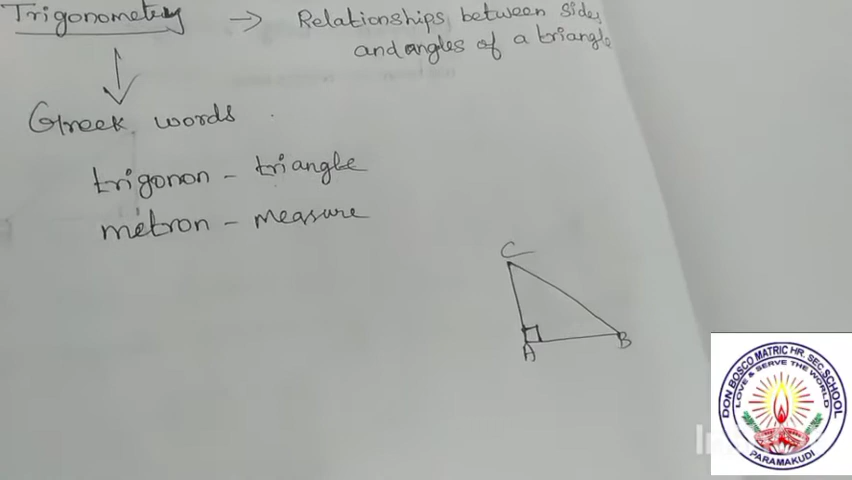 Trigonometry → Relationships between sides
and angles of a triangle
Greek words
trigonon - triangle
metron - measure
C
A
B
DON BOSCO MATRIC HR. SEC. SCHOOL
LOVE & SERVE THE WORLD
PARAMAKUDI